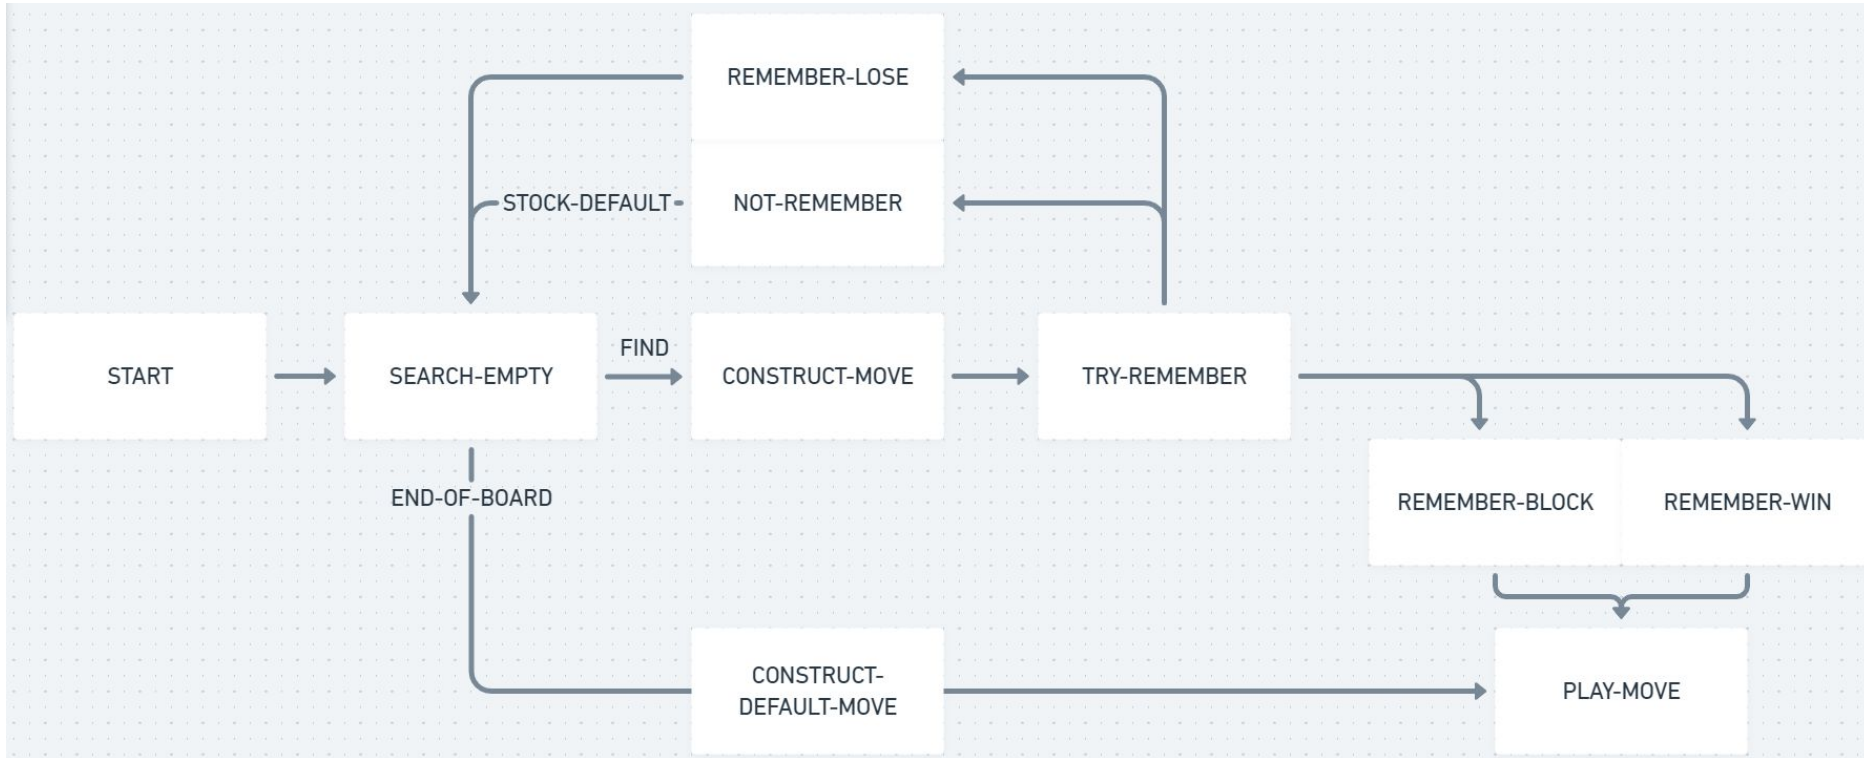 REMEMBER-LOSE
STOCK-DEFAULT
NOT-REMEMBER
START
SEARCH-EMPTY
FIND
CONSTRUCT-MOVE
TRY-REMEMBER
END-OF-BOARD
REMEMBER-BLOCK
REMEMBER-WIN
CONSTRUCT-
DEFAULT-MOVE
PLAY-MOVE